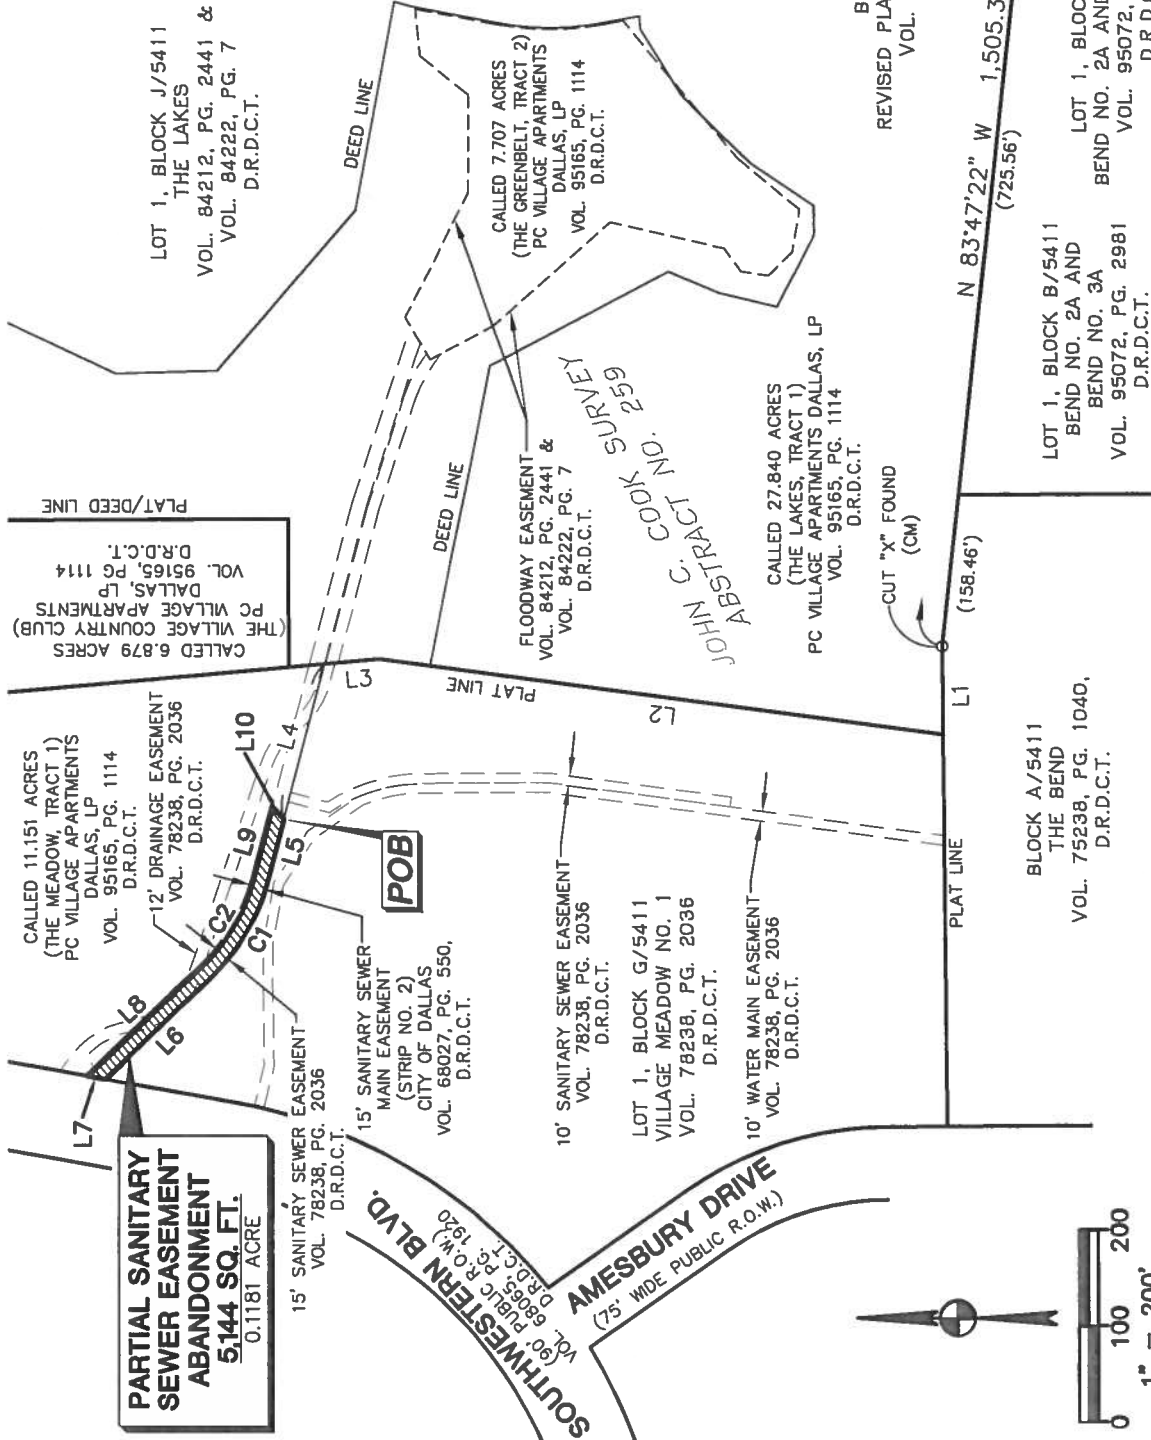 LOT 1, BLOCK J/5411
THE LAKES
VOL. 84212, PG. 2441 &
VOL. 84222, PG. 7
D.R.D.C.T.
DEED LINE
CALLED 7.707 ACRES
(THE GREENBELT, TRACT 2)
PC VILLAGE APARTMENTS
DALLAS, LP
VOL. 95165, PG. 1114
D.R.D.C.T.
REVISED PLA
VOL.
N 83°47'22" W 1,505.3
(725.56')
LOT 1, BLOC
BEND NO. 2A AND
VOL. 95072,
D.R.D.C
LOT 1, BLOCK B/5411
BEND NO. 2A AND
BEND NO. 3A
VOL. 95072, PG. 2981
D.R.D.C.T.
PLAT/DEED LINE
CALLED 6.879 ACRES
(THE VILLAGE COUNTRY CLUB)
PC VILLAGE APARTMENTS
DALLAS, LP
VOL. 95165, PG 1114
D.R.D.C.T.
DEED LINE
FLOODWAY EASEMENT
VOL. 84212, PG. 2441 &
VOL. 84222, PG. 7
D.R.D.C.T.
JOHN C. COOK SURVEY
ABSTRACT NO. 259
CALLED 27.840 ACRES
(THE LAKES, TRACT 1)
PC VILLAGE APARTMENTS DALLAS, LP
VOL. 95165, PG. 1114
D.R.D.C.T.
CUT "X" FOUND
(CM)
(158.46')
L3
PLAT LINE
L2
L1
CALLED 11.151 ACRES
(THE MEADOW, TRACT 1)
PC VILLAGE APARTMENTS
DALLAS, LP
VOL. 95165, PG. 1114
D.R.D.C.T.
12' DRAINAGE EASEMENT
VOL. 78238, PG. 2036
D.R.D.C.T.
L10
L4
L9
L5
C2
C1
L8
L6
L7
POB
15' SANITARY SEWER
MAIN EASEMENT
(STRIP NO. 2)
CITY OF DALLAS
VOL. 68027, PG. 550,
D.R.D.C.T.
15' SANITARY SEWER EASEMENT
VOL. 78238, PG. 2036
D.R.D.C.T.
10' SANITARY SEWER EASEMENT
VOL. 78238, PG. 2036
D.R.D.C.T.
LOT 1, BLOCK G/5411
VILLAGE MEADOW NO. 1
VOL. 78238, PG. 2036
D.R.D.C.T.
10' WATER MAIN EASEMENT
VOL. 78238, PG. 2036
D.R.D.C.T.
PLAT LINE
BLOCK A/5411
THE BEND
VOL. 75238, PG. 1040,
D.R.D.C.T.
PARTIAL SANITARY
SEWER EASEMENT
ABANDONMENT
5,144 SQ. FT.
0.1181 ACRE
SOUTHWESTERN BLVD.
(90' PUBLIC R.O.W.)
VOL. 68065, PG. 1920
D.R.D.C.T.
AMESBURY DRIVE
(75' WIDE PUBLIC R.O.W.)
0 100 200
1" = 200'